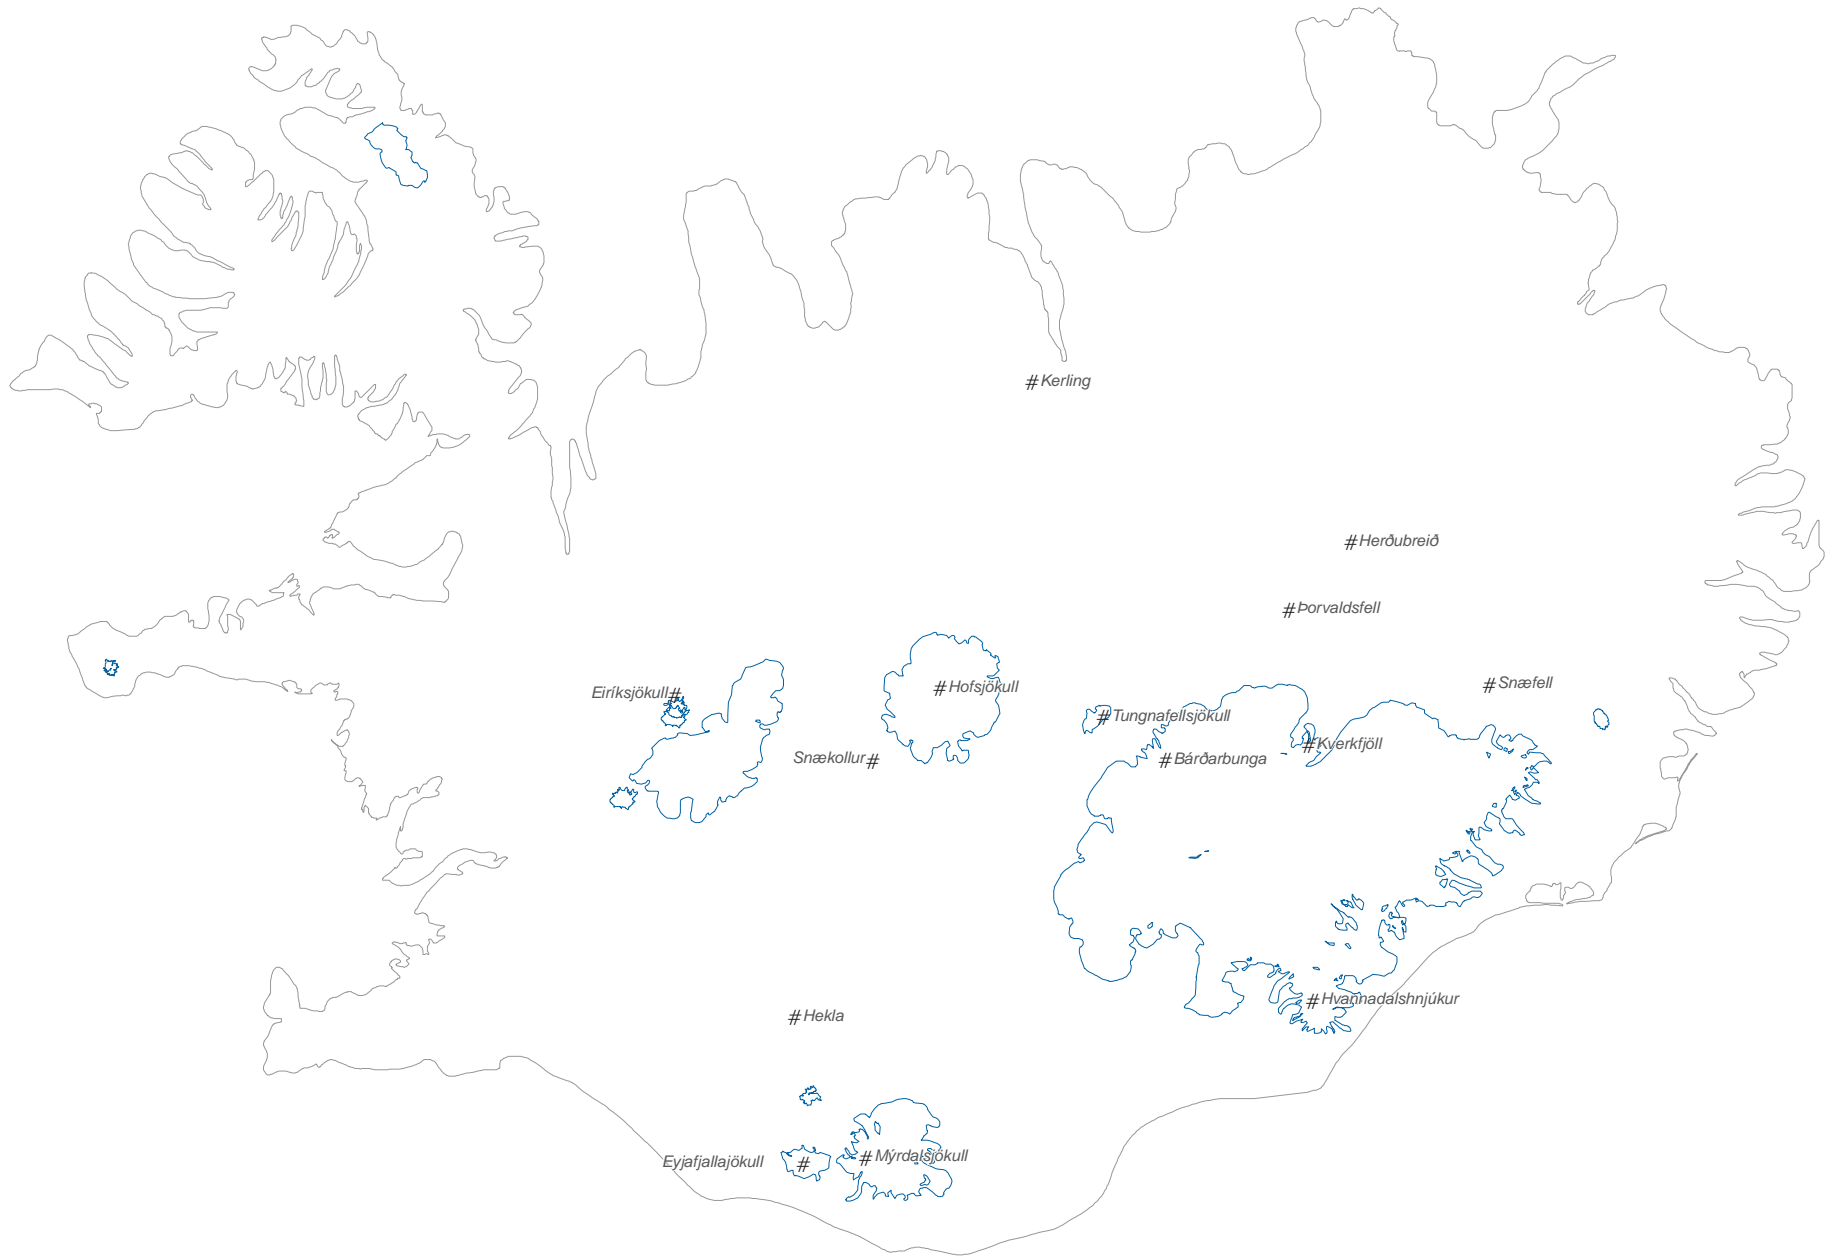 #Kerling
#Herðubreið
#Þorvaldsfell
#Snæfell
Eiríksjökull#
#Hofsjökull
#Tungnafellsjökull
#Kverkfjöll
Snækollur#
#Bárðarbunga
#Hvannadalshnjúkur
#Hekla
Eyjafjallajökull #
#Mýrdalsjökull